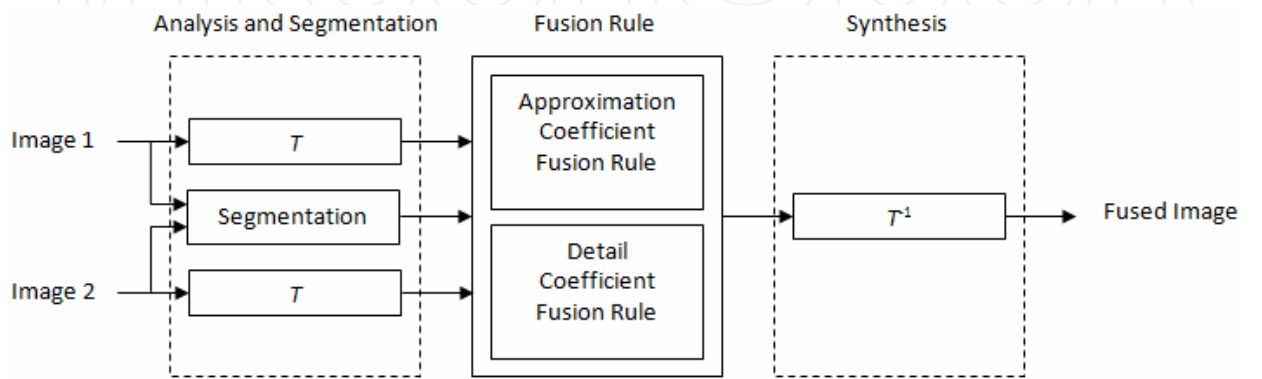 Analysis and Segmentation
Fusion Rule
Synthesis
Image 1
T
Segmentation
Image 2
T
Approximation
Coefficient
Fusion Rule
Detail
Coefficient
Fusion Rule
T-1
Fused Image